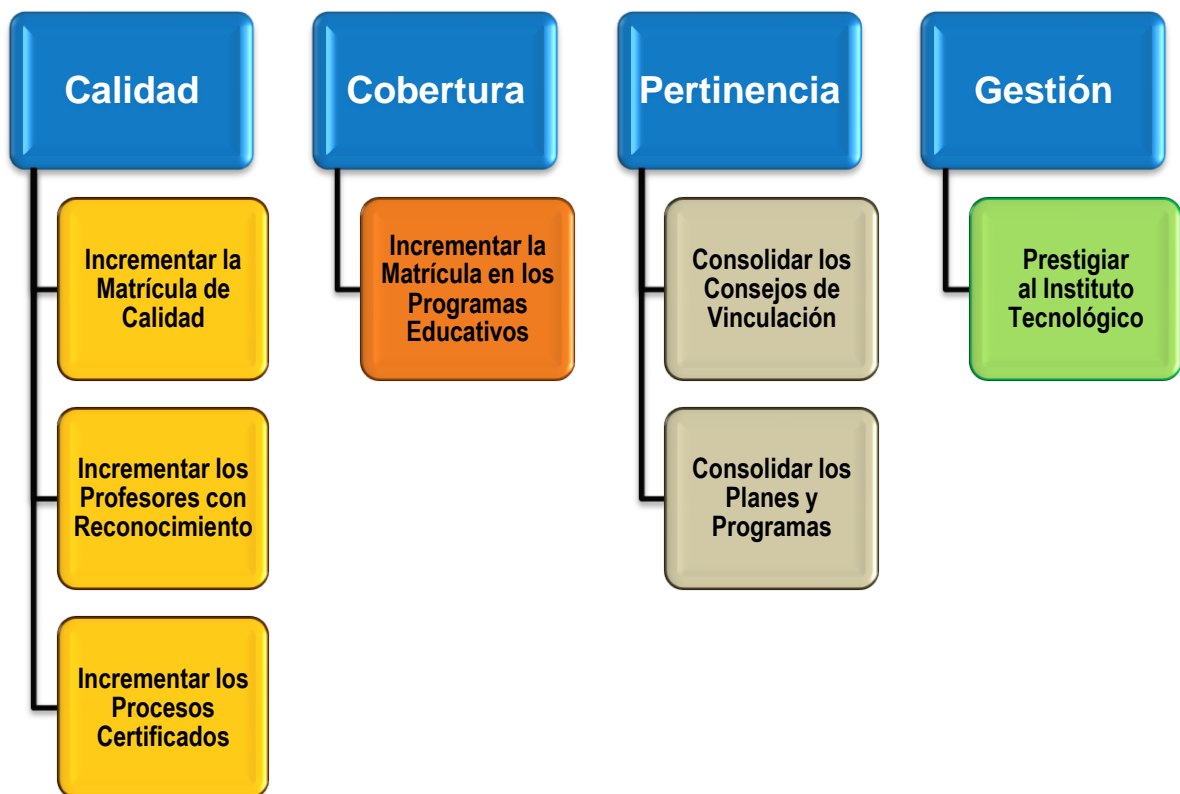 Calidad
Cobertura
Pertinencia
Gestión
Incrementar la
Matrícula de
Calidad
Incrementar la
Matrícula en los
Programas
Educativos
Consolidar los
Consejos de
Vinculación
Prestigiar
al Instituto
Tecnológico
Incrementar los
Profesores con
Reconocimiento
Consolidar los
Planes y
Programas
Incrementar los
Procesos
Certificados